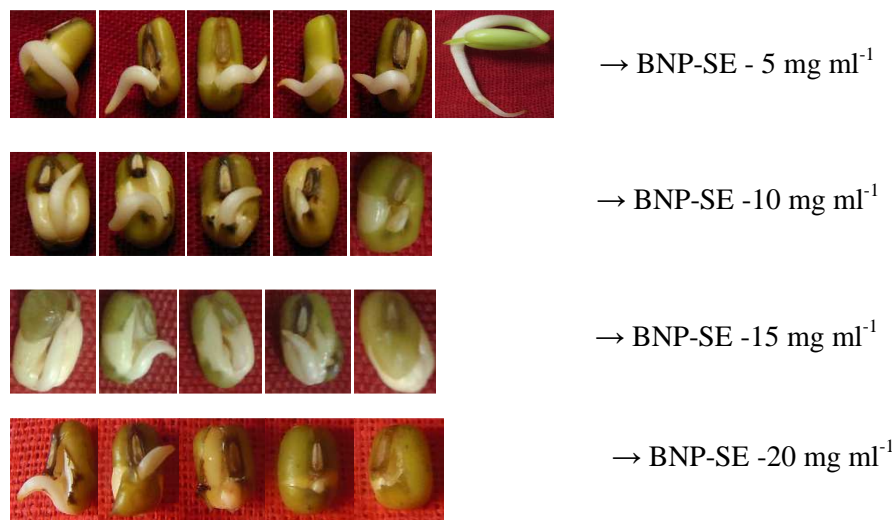 → BNP-SE - 5 mg ml⁻¹
→ BNP-SE -10 mg ml⁻¹
→ BNP-SE -15 mg ml⁻¹
→ BNP-SE -20 mg ml⁻¹